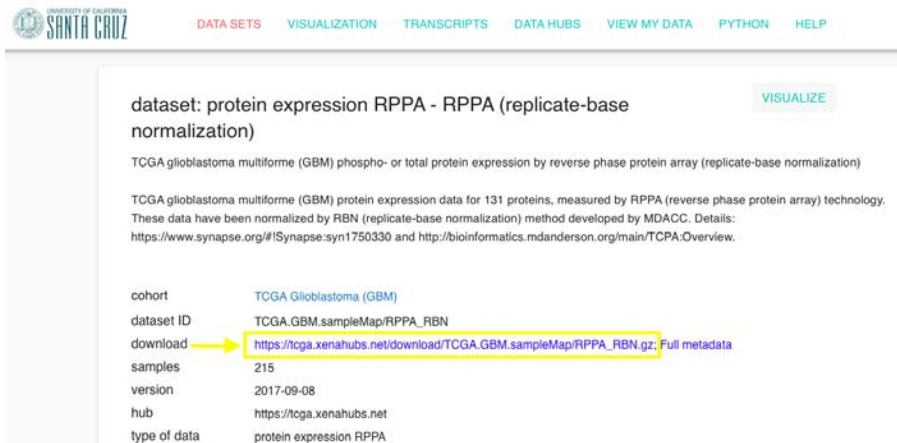 UNIVERSITY OF CALIFORNIA
SANTA CRUZ
DATA SETS VISUALIZATION TRANSCRIPTS DATA HUBS VIEW MY DATA PYTHON HELP
dataset: protein expression RPPA - RPPA (replicate-base
normalization)
VISUALIZE
TCGA glioblastoma multiforme (GBM) phospho- or total protein expression by reverse phase protein array (replicate-base normalization)
TCGA glioblastoma multiforme (GBM) protein expression data for 131 proteins, measured by RPPA (reverse phase protein array) technology.
These data have been normalized by RBN (replicate-base normalization) method developed by MDACC. Details:
https://www.synapse.org/#!Synapse:syn1750330 and http://bioinformatics.mdanderson.org/main/TCPA:Overview.
cohort TCGA Glioblastoma (GBM)
dataset ID TCGA.GBM.sampleMap/RPPA_RBN
download https://tcga.xenahubs.net/download/TCGA.GBM.sampleMap/RPPA_RBN.gz; Full metadata
samples 215
version 2017-09-08
hub https://tcga.xenahubs.net
type of data protein expression RPPA